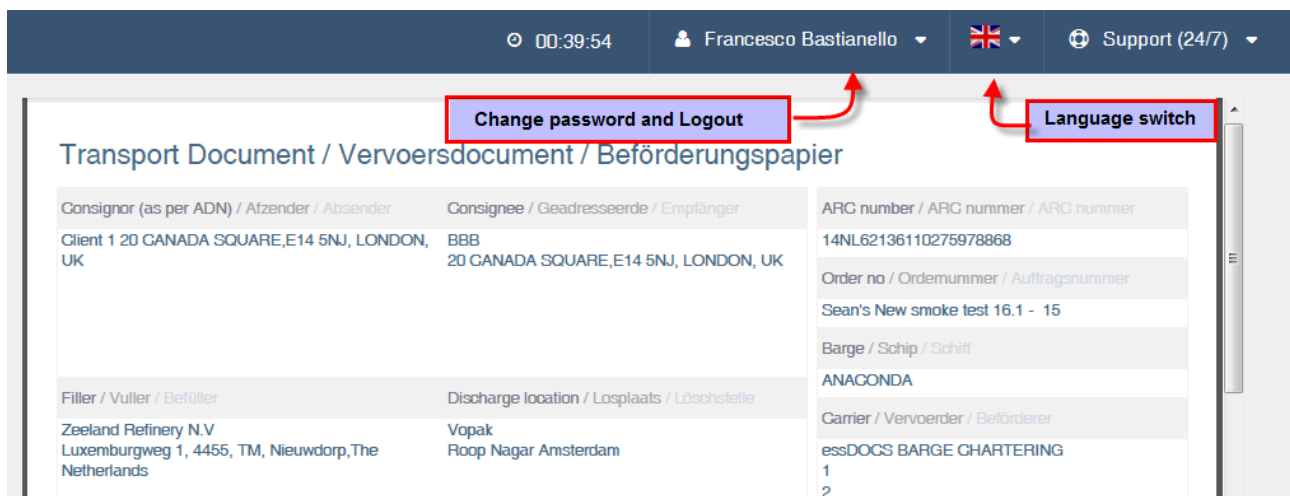 00:39:54
Francesco Bastianello
Support (24/7)
Change password and Logout
Language switch
Transport Document / Vervoersdocument / Beförderungspapier
Consignor (as per ADN) / Afzender / Absender
Consignee / Geadresseerde / Empfänger
ARC number / ARC nummer / ARC nummer
Client 1 20 CANADA SQUARE,E14 5NJ, LONDON,
UK
BBB
20 CANADA SQUARE,E14 5NJ, LONDON, UK
14NL62136110275978868
Order no / Ordernummer / Auftragsnummer
Sean's New smoke test 16.1 - 15
Barge / Schip / Schiff
ANACONDA
Filler / Vuller / Befüller
Discharge location / Losplaats / Löschstelle
Carrier / Vervoerder / Beförderer
Zeeland Refinery N.V
Luxemburgweg 1, 4455, TM, Nieuwdorp,The
Netherlands
Vopak
Roop Nagar Amsterdam
essDOCS BARGE CHARTERING
1
2